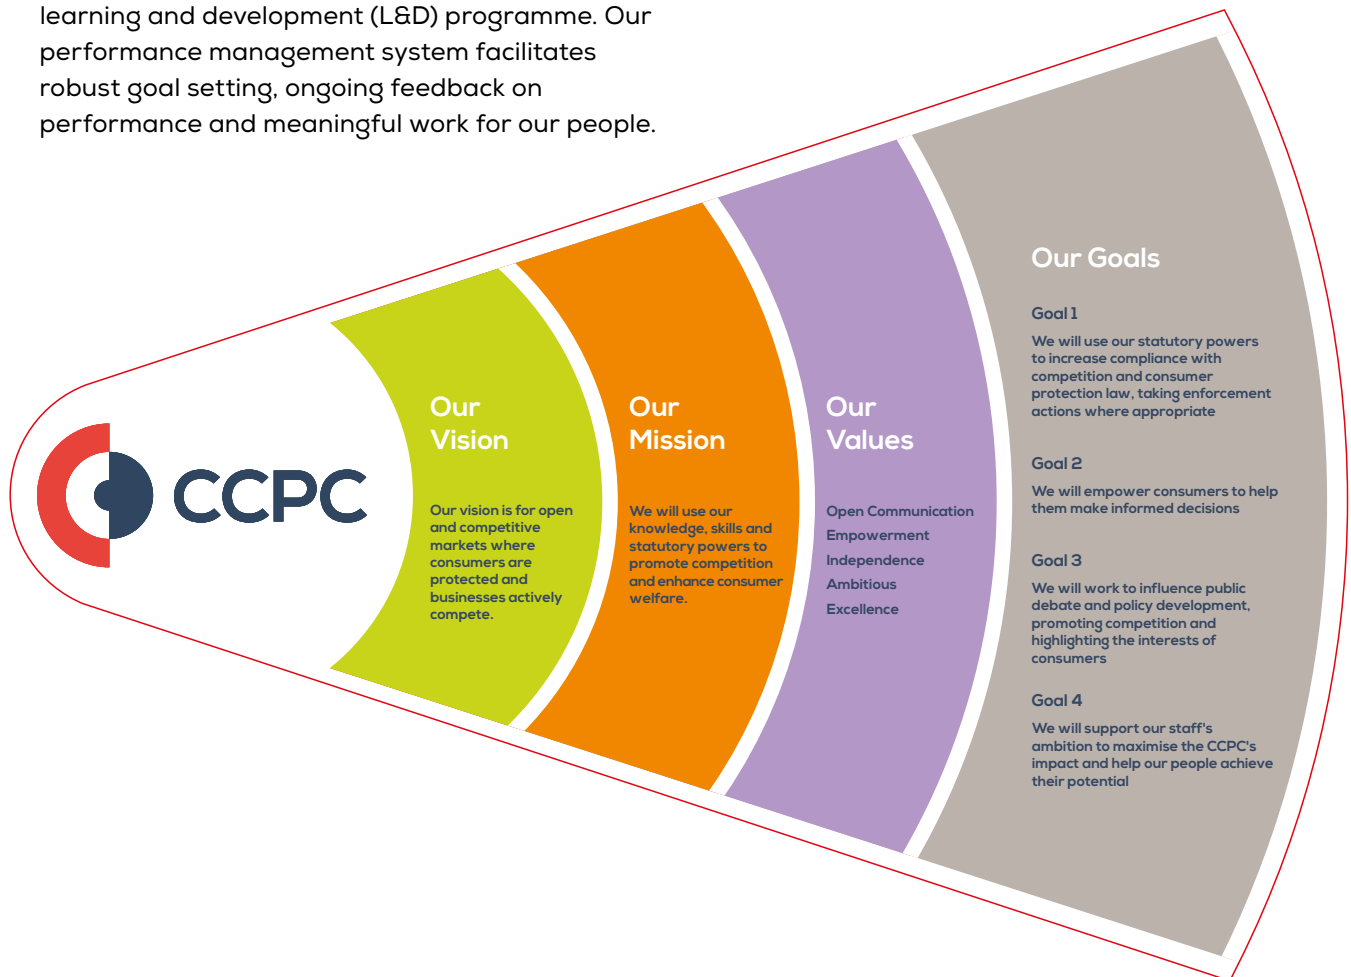 learning and development (L&D) programme. Our
performance management system facilitates
robust goal setting, ongoing feedback on
performance and meaningful work for our people.
CCPC
Our
Vision
Our vision is for open
and competitive
markets where
consumers are
protected and
businesses actively
compete.
Our
Mission
We will use our
knowledge, skills and
statutory powers to
promote competition
and enhance consumer
welfare.
Our
Values
Open Communication
Empowerment
Independence
Ambitious
Excellence
Our Goals
Goal 1
We will use our statutory powers
to increase compliance with
competition and consumer
protection law, taking enforcement
actions where appropriate
Goal 2
We will empower consumers to help
them make informed decisions
Goal 3
We will work to influence public
debate and policy development,
promoting competition and
highlighting the interests of
consumers
Goal 4
We will support our staff's
ambition to maximise the CCPC's
impact and help our people achieve
their potential